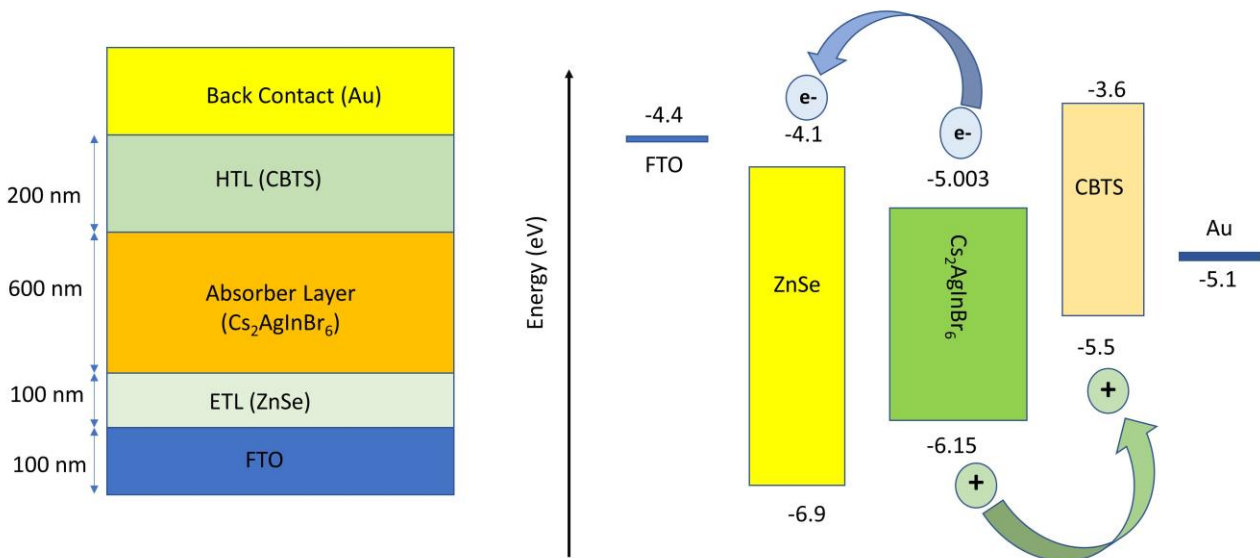 Back Contact (Au)
200 nm
HTL (CBTS)
600 nm
Absorber Layer
(Cs₂AgInBr₆)
100 nm
ETL (ZnSe)
100 nm
FTO
Energy (eV)
-4.4
FTO
e-
-4.1
ZnSe
-6.9
e-
-5.003
Cs₂AgInBr₆
-6.15
+
-3.6
CBTS
-5.5
+
Au
-5.1